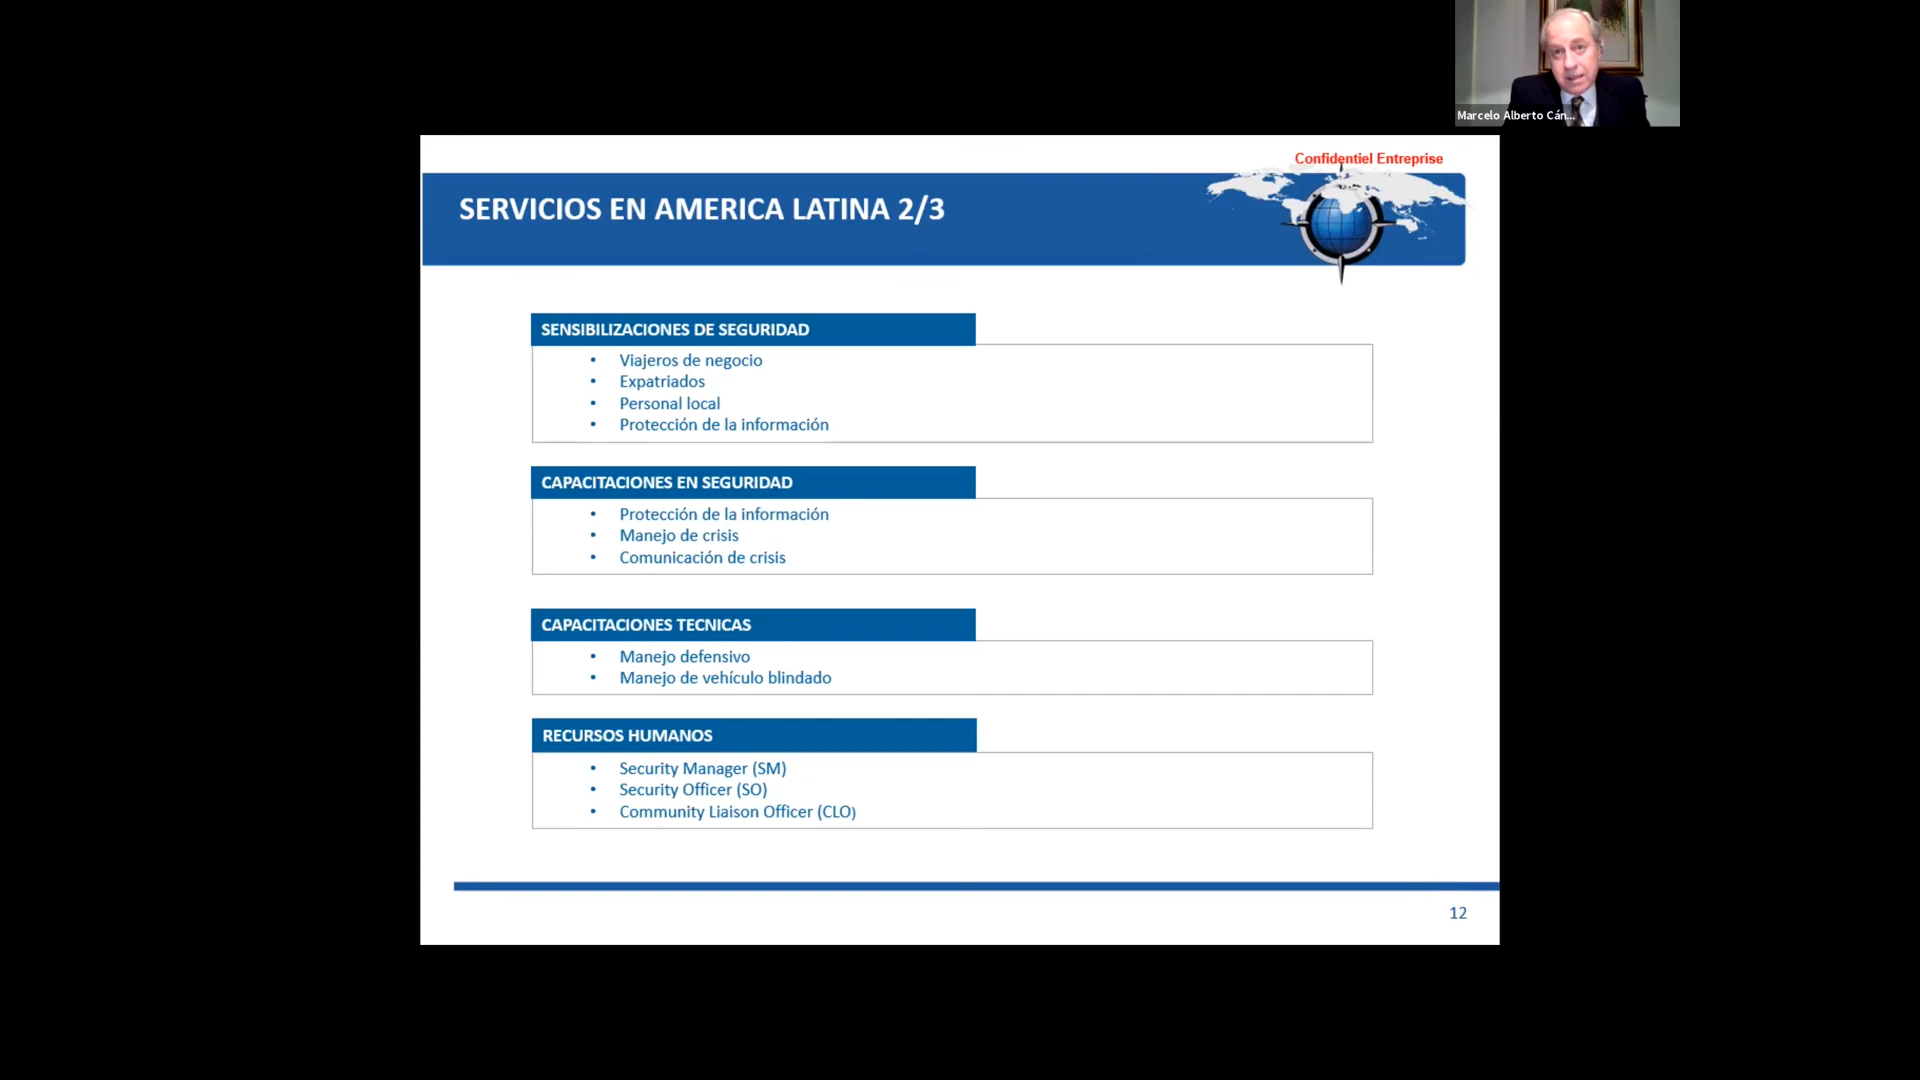 Marcelo Alberto Cán...
Confidentiel Entreprise
SERVICIOS EN AMERICA LATINA 2/3
SENSIBILIZACIONES DE SEGURIDAD
• Viajeros de negocio
• Expatriados
• Personal local
• Protección de la información
CAPACITACIONES EN SEGURIDAD
• Protección de la información
• Manejo de crisis
• Comunicación de crisis
CAPACITACIONES TECNICAS
• Manejo defensivo
• Manejo de vehículo blindado
RECURSOS HUMANOS
• Security Manager (SM)
• Security Officer (SO)
• Community Liaison Officer (CLO)
12